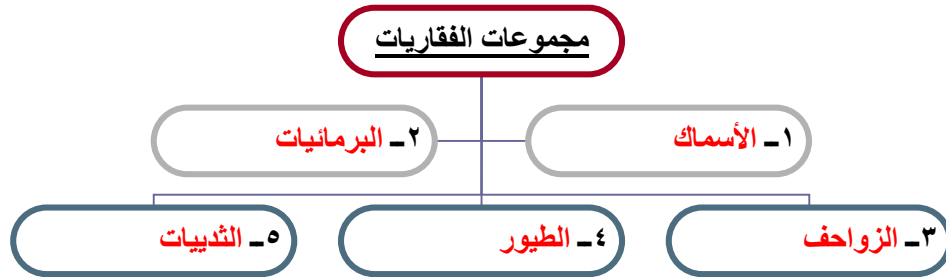 مجموعات الفقاريات
١ـ الأسماك
٢ـ البرمائيات
٣ـ الزواحف
٤ـ الطيور
٥ـ الثدييات